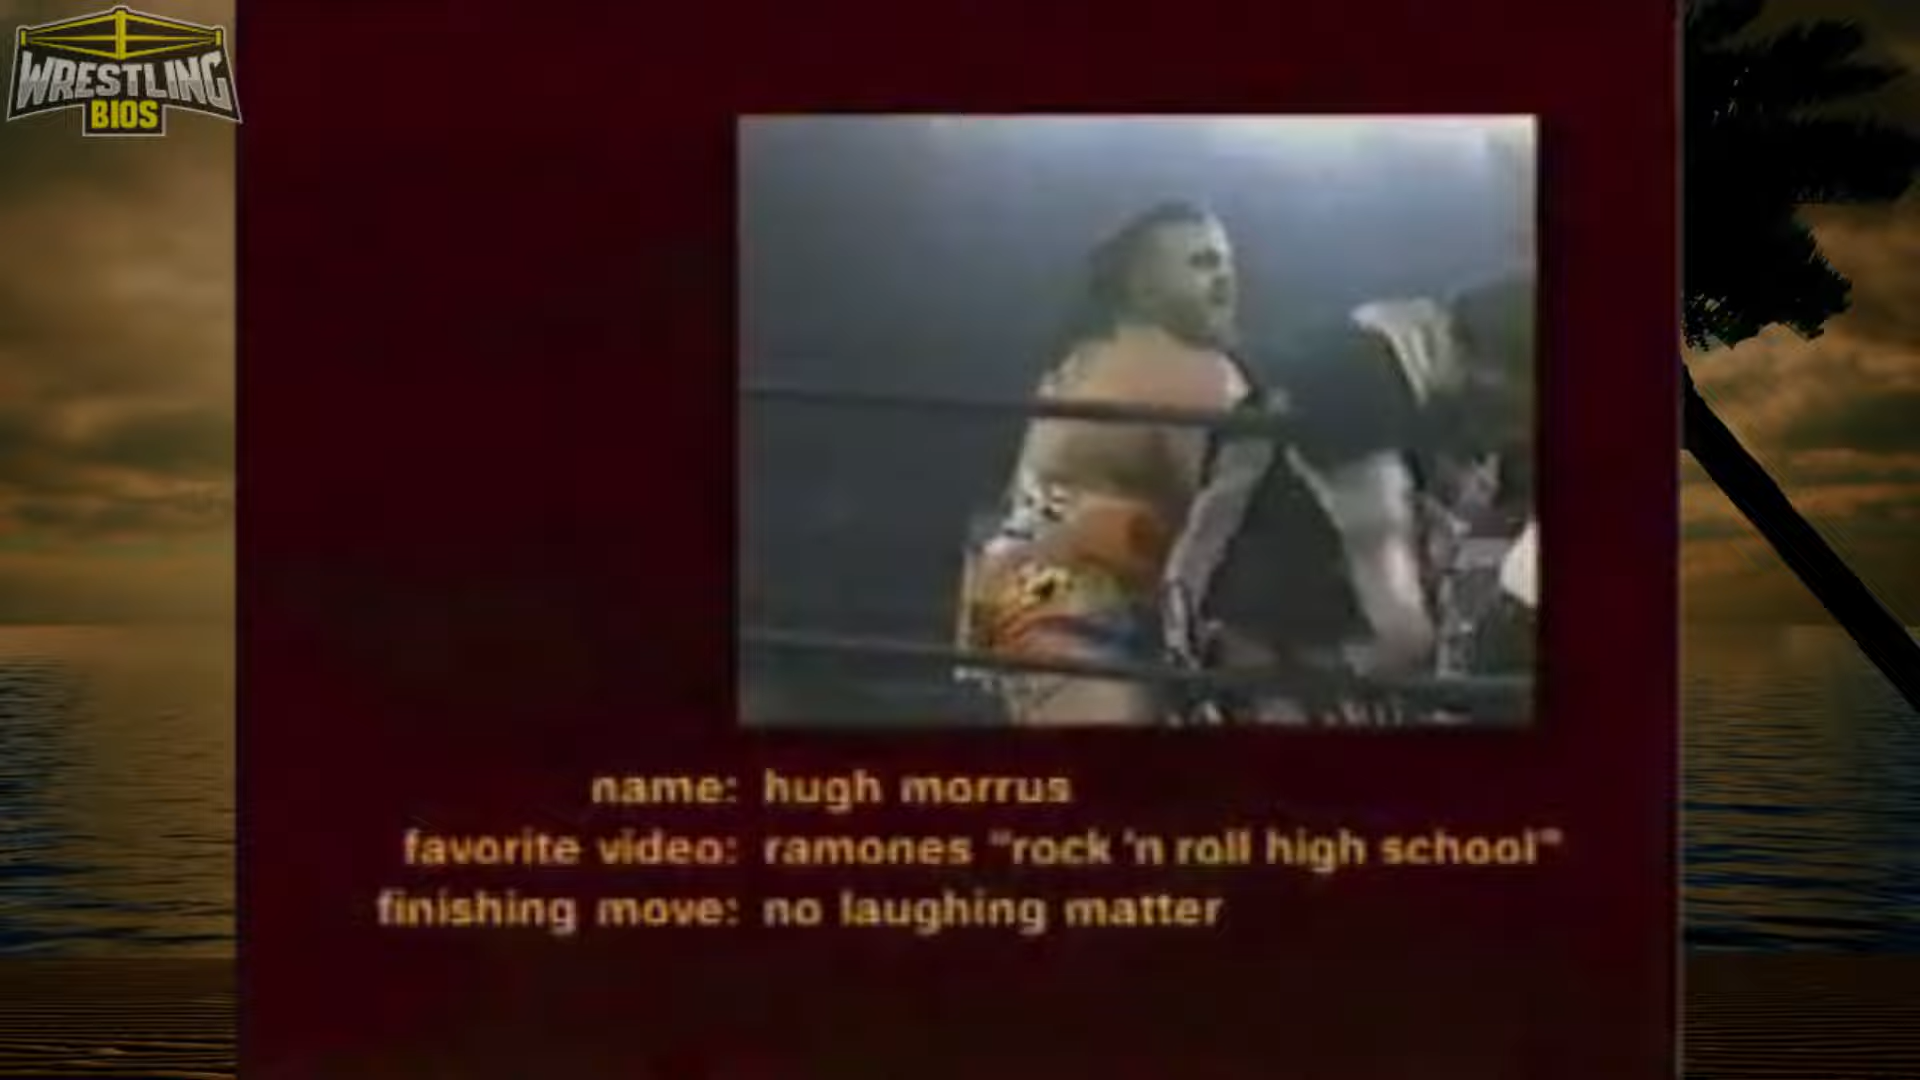 WRESTLING
BIOS
name: hugh morrus
favorite video: ramones "rock 'n roll high school"
finishing move: no laughing matter